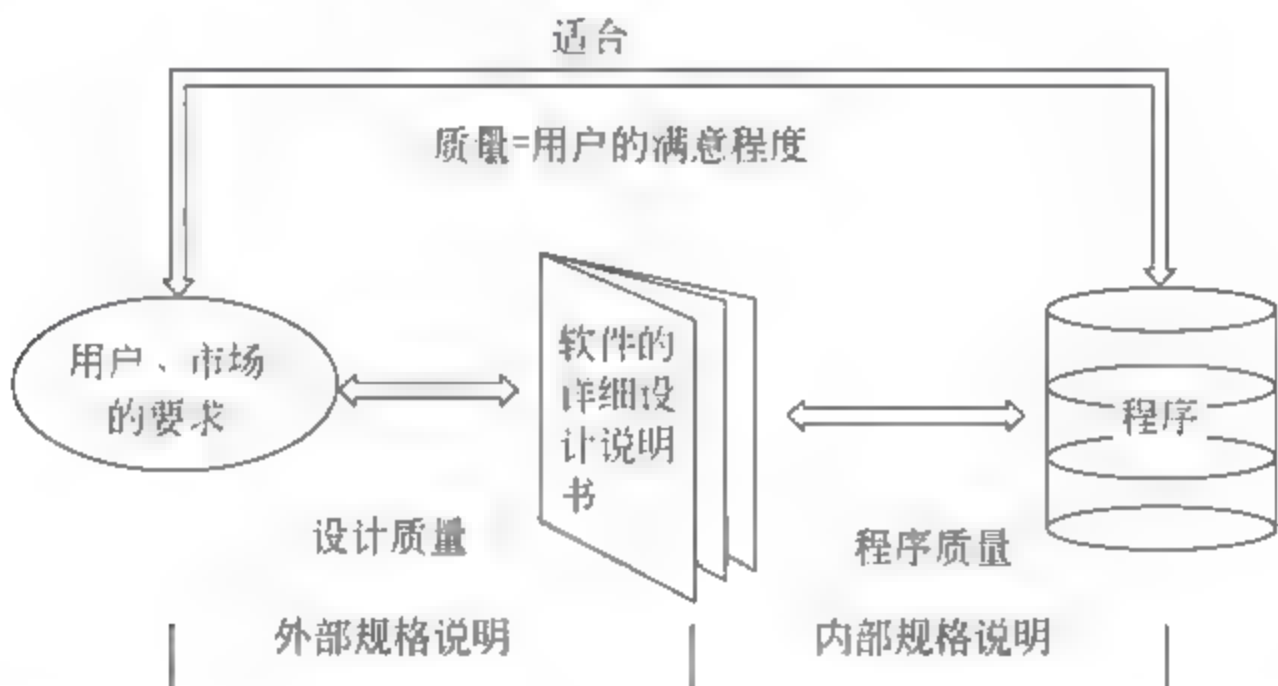 适台
质量=用户的满意程度
用户、市场
的要求
软件的
详细设
计说明
书
程序
设计质量
程序质量
外部规格说明
内部规格说明